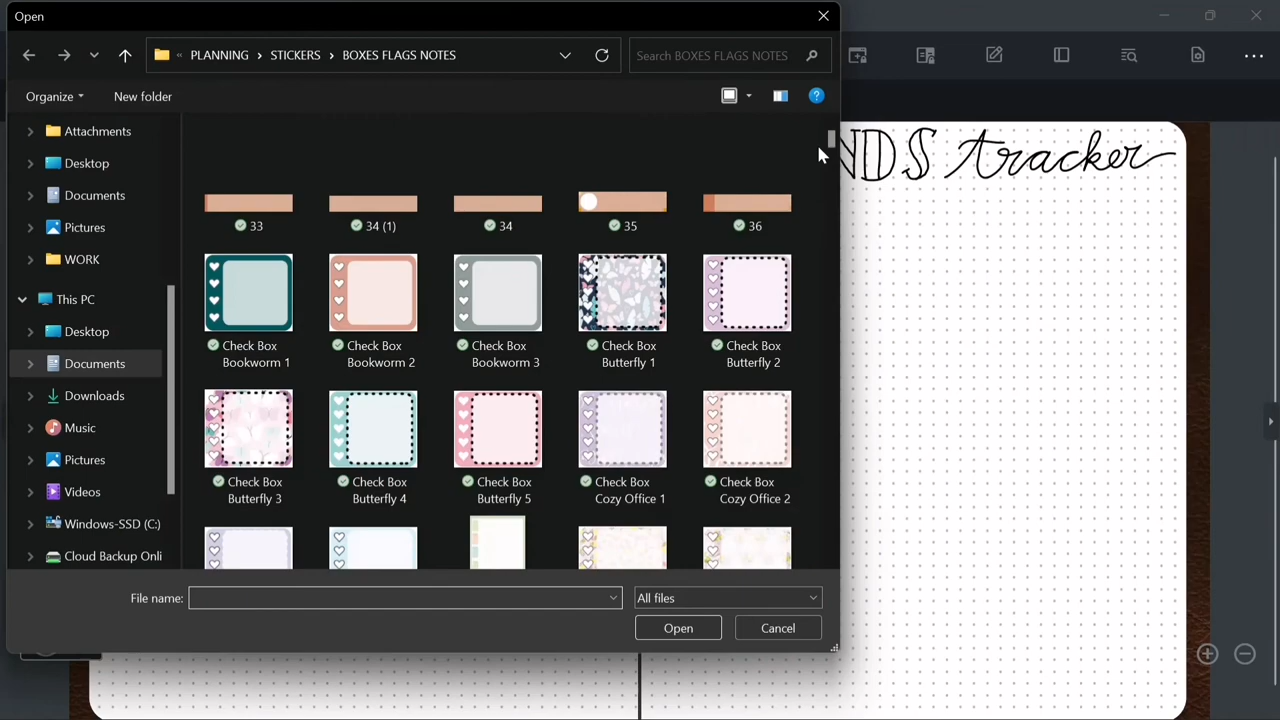 Open
« PLANNING › STICKERS › BOXES FLAGS NOTES
Search BOXES FLAGS NOTES
Organize
New folder
Attachments
Desktop
Documents
Pictures
WORK
This PC
Desktop
Documents
Downloads
Music
Pictures
Videos
Windows-SSD (C:)
Cloud Backup Onli
33
34 (1)
34
35
36
Check Box
Bookworm 1
Check Box
Bookworm 2
Check Box
Bookworm 3
Check Box
Butterfly 1
Check Box
Butterfly 2
Check Box
Butterfly 3
Check Box
Butterfly 4
Check Box
Butterfly 5
Check Box
Cozy Office 1
Check Box
Cozy Office 2
File name:
All files
Open
Cancel
NDS tracker